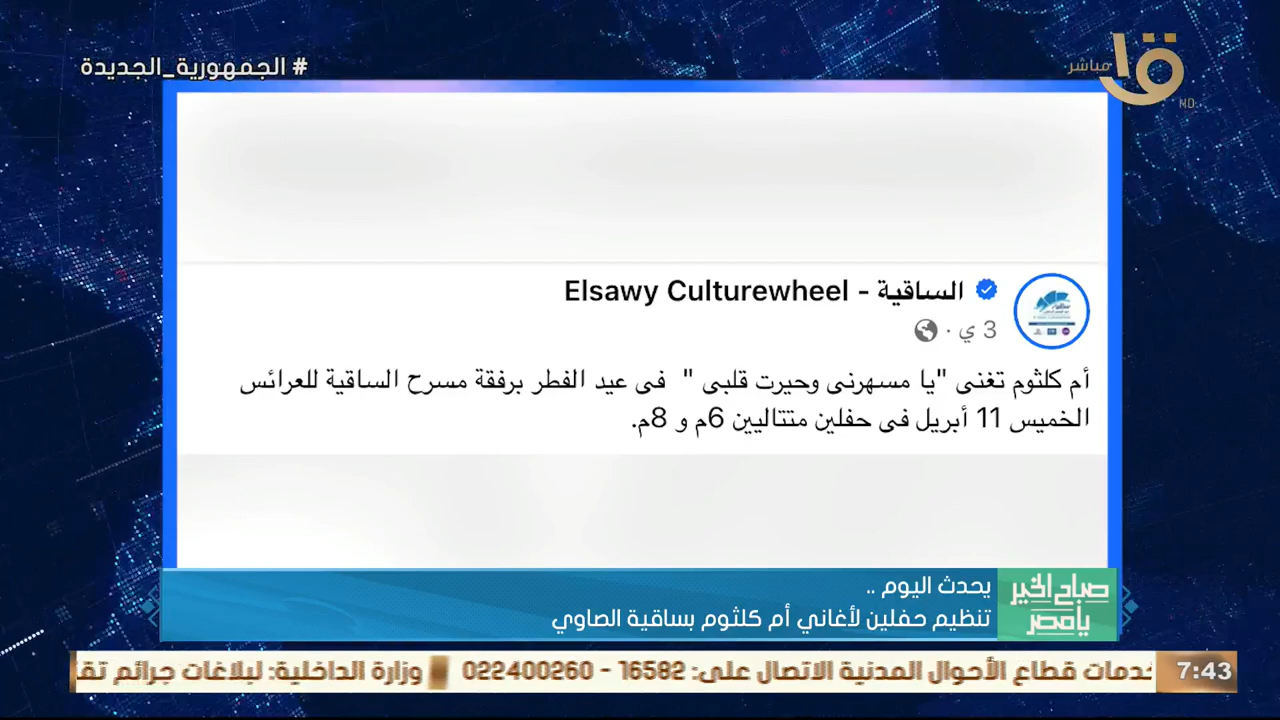 # الجمهورية_الجديدة
مباشر
HD
Elsawy Culturewheel - الساقية
3 ي ·
أم كلثوم تغنى "يا مسهرنى وحيرت قلبى " فى عيد الفطر برفقة مسرح الساقية للعرائس
الخميس 11 أبريل فى حفلين متتاليين 6م و 8م.
صباح الخير
يا مصر
يحدث اليوم ..
تنظيم حفلين لأغاني أم كلثوم بساقية الصاوي
7:43
خدمات قطاع الأحوال المدنية الاتصال على: 16582 - 022400260
وزارة الداخلية: لبلاغات جرائم تقـ